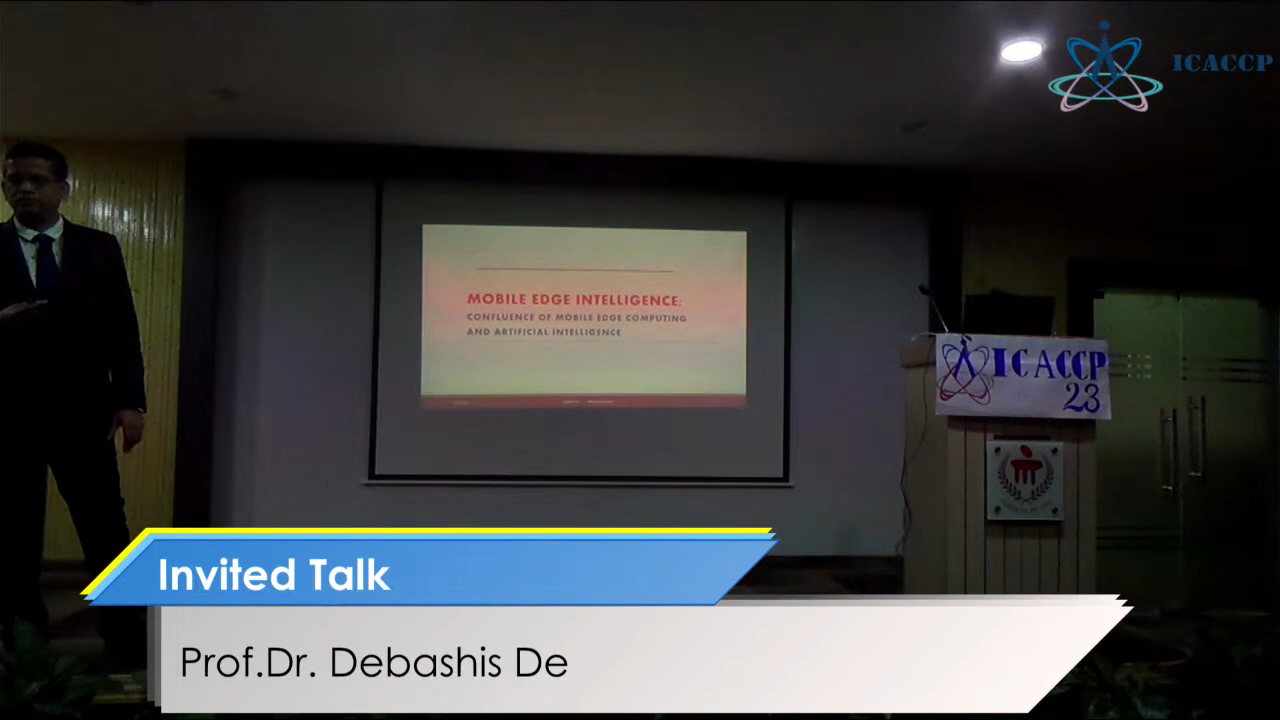 ICACCP
MOBILE EDGE INTELLIGENCE:
CONFLUENCE OF MOBILE EDGE COMPUTING
AND ARTIFICIAL INTELLIGENCE
ICACCP
23
Invited Talk
Prof.Dr. Debashis De